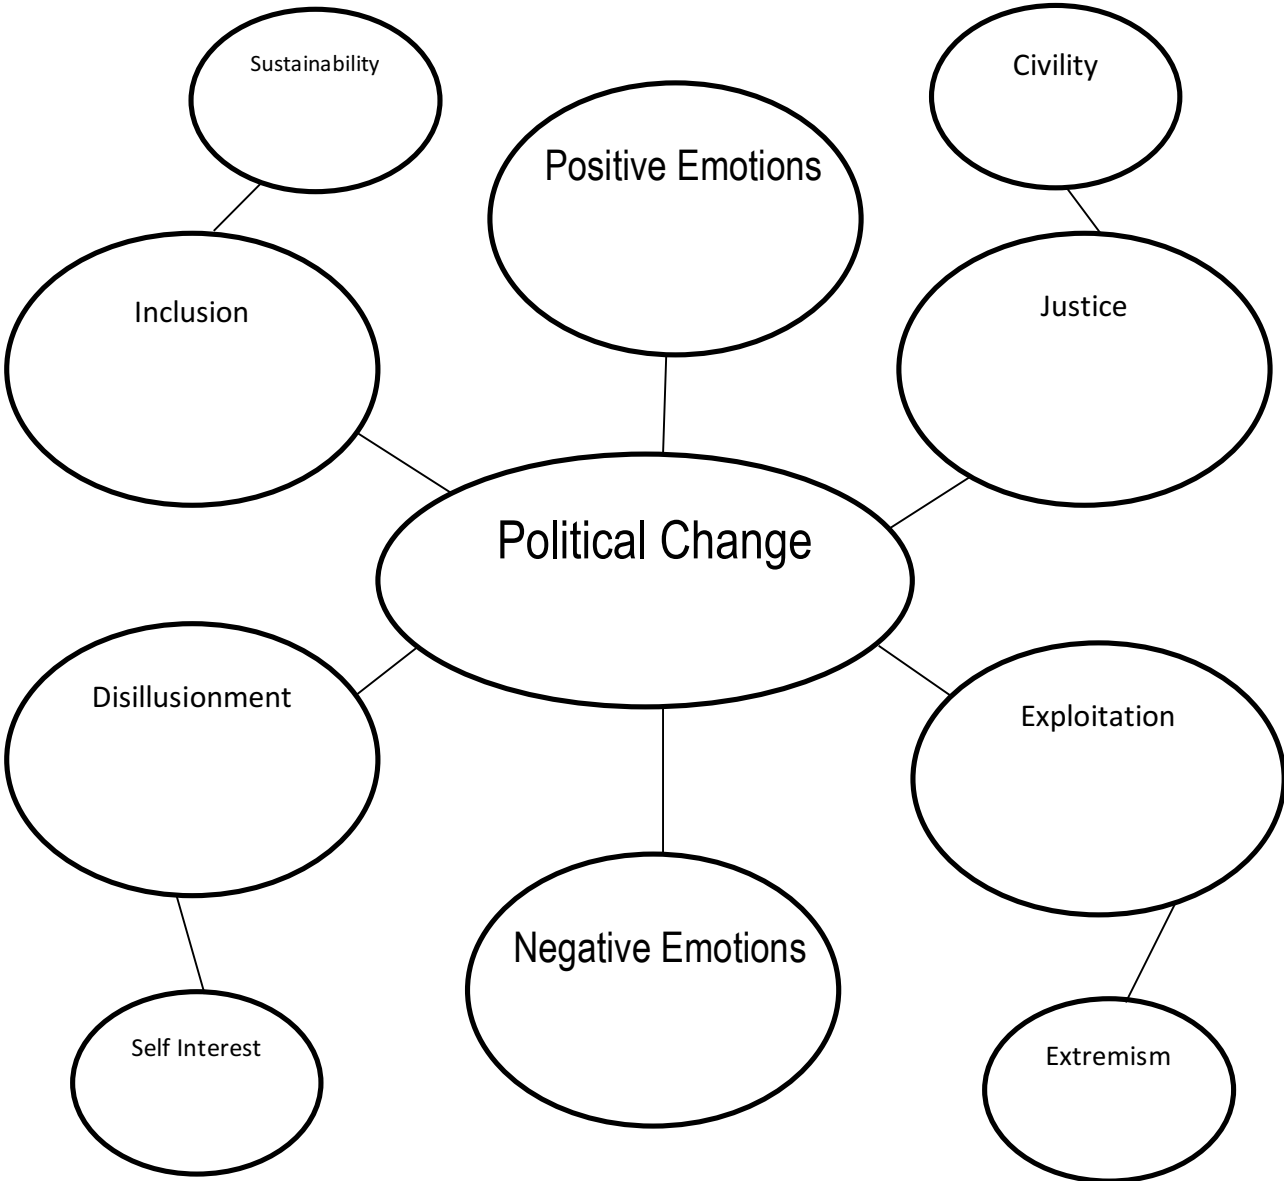 Sustainability
Civility
Positive Emotions
Inclusion
Justice
Political Change
Disillusionment
Exploitation
Negative Emotions
Self Interest
Extremism